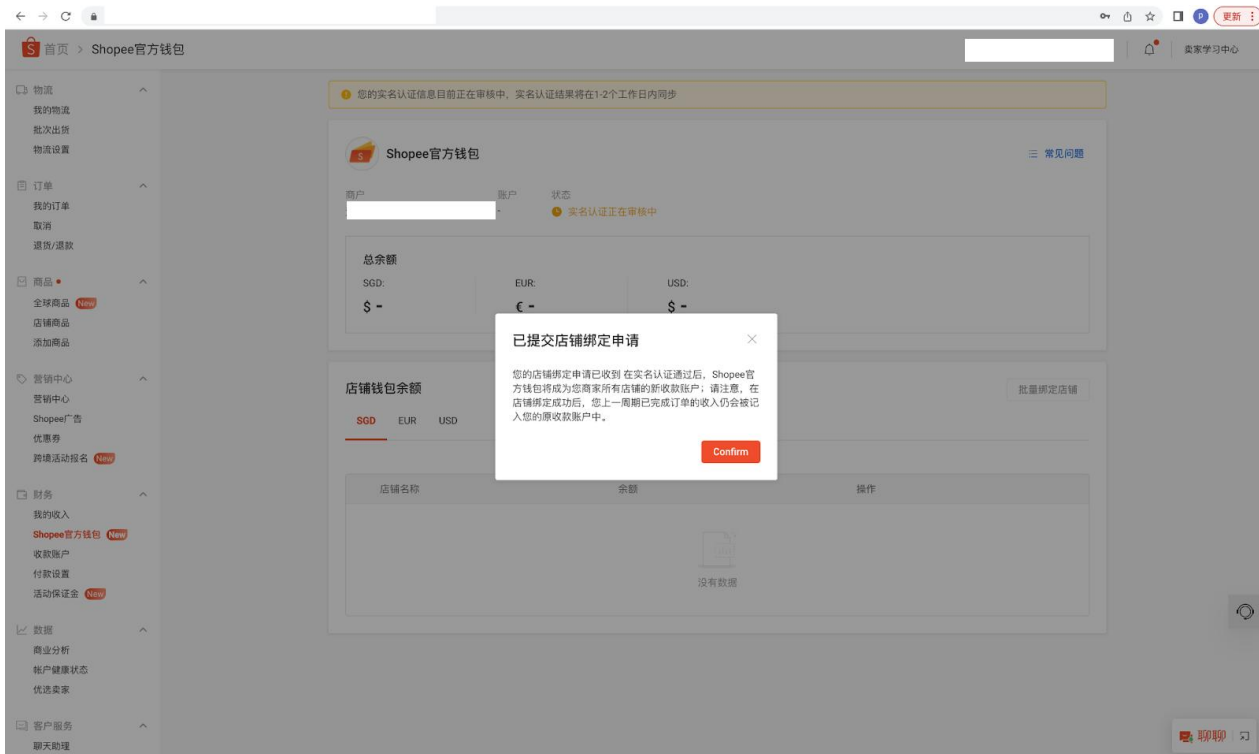 更新
首页 > Shopee官方钱包
卖家学习中心
物流
我的物流
批次出货
物流设置
订单
我的订单
取消
退货/退款
商品
全球商品 New
店铺商品
添加商品
营销中心
营销中心
Shopee广告
优惠券
跨境活动报名 New
财务
我的收入
Shopee官方钱包 New
收款账户
付款设置
活动保证金 New
数据
商业分析
帐户健康状态
优选卖家
客户服务
聊天助理
您的实名认证信息目前正在审核中，实名认证结果将在1-2个工作日内同步
Shopee官方钱包
常见问题
商户 账户 状态
- 实名认证正在审核中
总余额
SGD: EUR: USD:
$ - € - $ -
已提交店铺绑定申请
您的店铺绑定申请已收到 在实名认证通过后，Shopee官
方钱包将成为您商家所有店铺的新收款账户；请注意，在
店铺绑定成功后，您上一周期已完成订单的收入仍会被记
入您的原收款账户中。
Confirm
店铺钱包余额
批量绑定店铺
SGD EUR USD
店铺名称 余额 操作
没有数据
聊聊